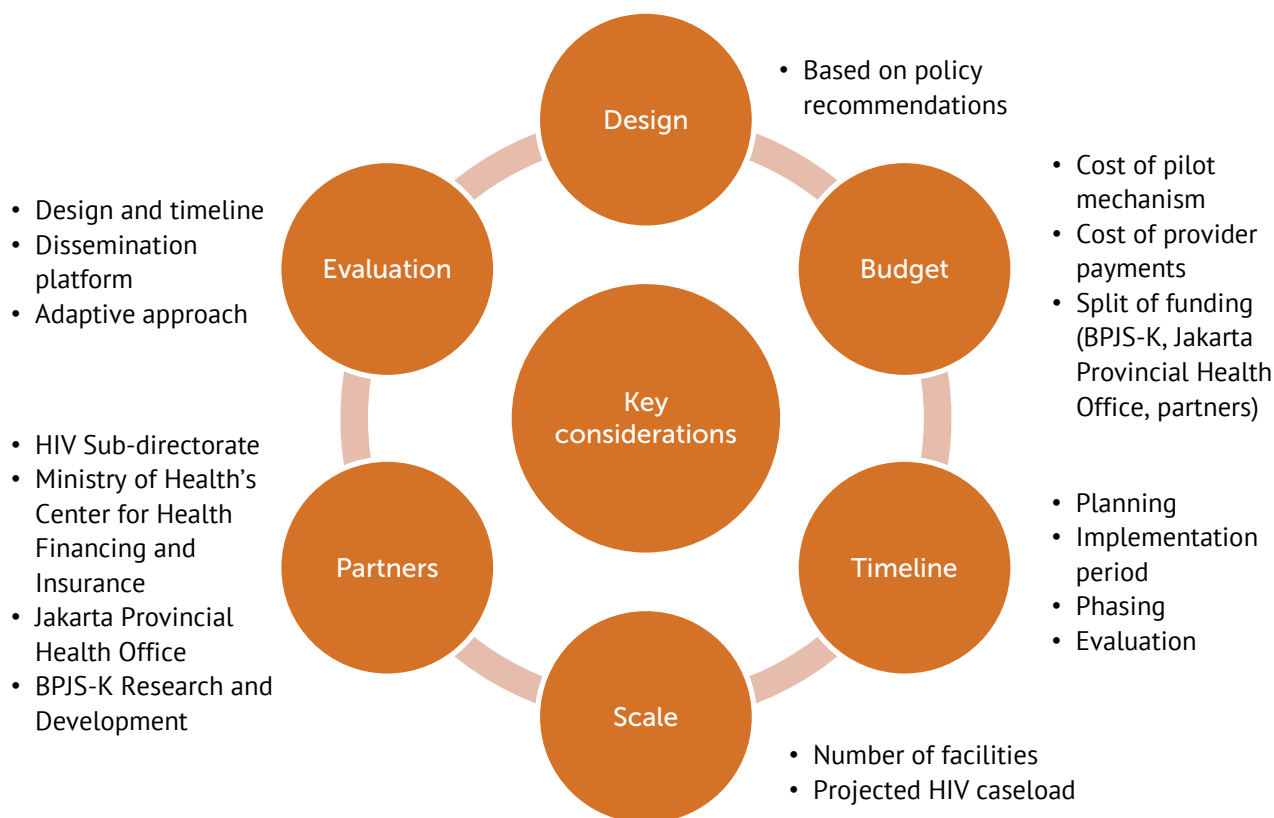 Design
• Based on policy
recommendations
Budget
• Cost of pilot
mechanism
• Cost of provider
payments
• Split of funding
(BPJS-K, Jakarta
Provincial Health
Office, partners)
Timeline
• Planning
• Implementation
period
• Phasing
• Evaluation
Scale
• Number of facilities
• Projected HIV caseload
Partners
• HIV Sub-directorate
• Ministry of Health’s
Center for Health
Financing and
Insurance
• Jakarta Provincial
Health Office
• BPJS-K Research and
Development
Evaluation
• Design and timeline
• Dissemination
platform
• Adaptive approach
Key
considerations